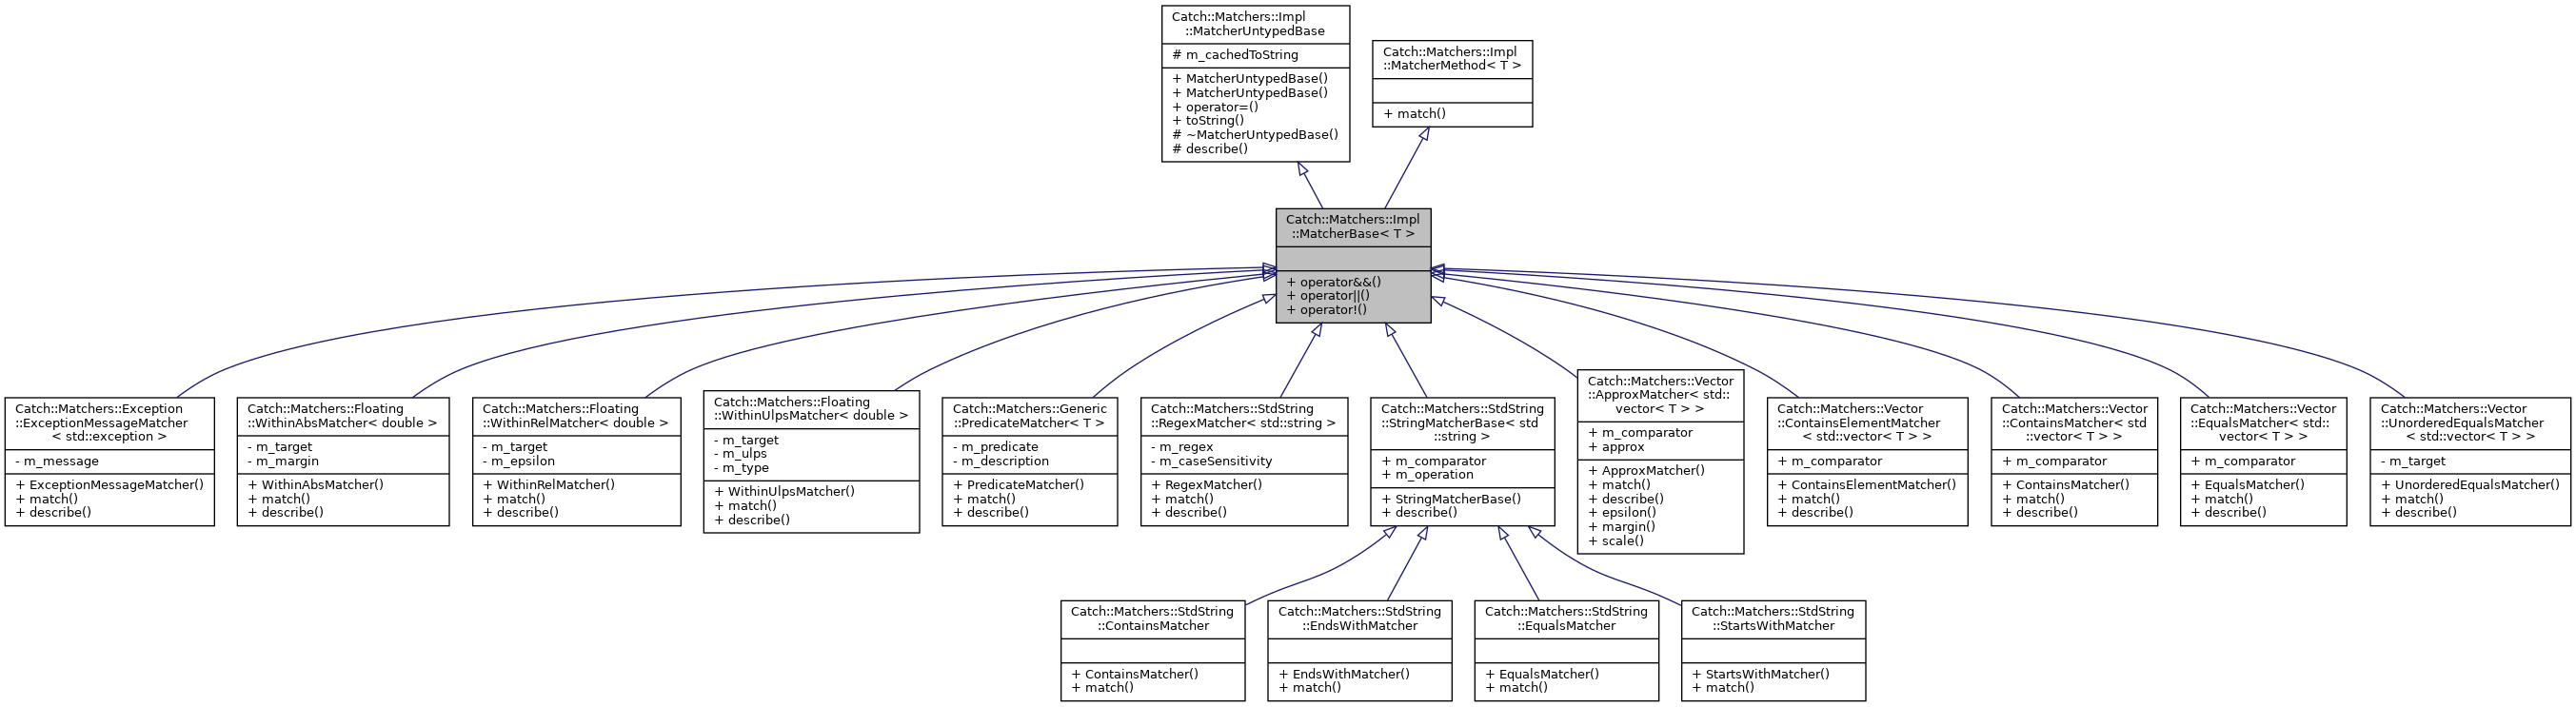 Catch::Matchers::Impl
::MatcherUntypedBase
# m_cachedToString
+ MatcherUntypedBase()
+ MatcherUntypedBase()
+ operator=()
+ toString()
# ~MatcherUntypedBase()
# describe()
Catch::Matchers::Impl
::MatcherMethod< T >
+ match()
Catch::Matchers::Impl
::MatcherBase< T >
+ operator&&()
+ operator||()
+ operator!()
Catch::Matchers::Exception
::ExceptionMessageMatcher
< std::exception >
- m_message
+ ExceptionMessageMatcher()
+ match()
+ describe()
Catch::Matchers::Floating
::WithinAbsMatcher< double >
- m_target
- m_margin
+ WithinAbsMatcher()
+ match()
+ describe()
Catch::Matchers::Floating
::WithinRelMatcher< double >
- m_target
- m_epsilon
+ WithinRelMatcher()
+ match()
+ describe()
Catch::Matchers::Floating
::WithinUlpsMatcher< double >
- m_target
- m_ulps
- m_type
+ WithinUlpsMatcher()
+ match()
+ describe()
Catch::Matchers::Generic
::PredicateMatcher< T >
- m_predicate
- m_description
+ PredicateMatcher()
+ match()
+ describe()
Catch::Matchers::StdString
::RegexMatcher< std::string >
- m_regex
- m_caseSensitivity
+ RegexMatcher()
+ match()
+ describe()
Catch::Matchers::StdString
::StringMatcherBase< std
::string >
+ m_comparator
+ m_operation
+ StringMatcherBase()
+ describe()
Catch::Matchers::Vector
::ApproxMatcher< std::
vector< T > >
+ m_comparator
+ approx
+ ApproxMatcher()
+ match()
+ describe()
+ epsilon()
+ margin()
+ scale()
Catch::Matchers::Vector
::ContainsElementMatcher
< std::vector< T > >
+ m_comparator
+ ContainsElementMatcher()
+ match()
+ describe()
Catch::Matchers::Vector
::ContainsMatcher< std
::vector< T > >
+ m_comparator
+ ContainsMatcher()
+ match()
+ describe()
Catch::Matchers::Vector
::EqualsMatcher< std::
vector< T > >
+ m_comparator
+ EqualsMatcher()
+ match()
+ describe()
Catch::Matchers::Vector
::UnorderedEqualsMatcher
< std::vector< T > >
- m_target
+ UnorderedEqualsMatcher()
+ match()
+ describe()
Catch::Matchers::StdString
::ContainsMatcher
+ ContainsMatcher()
+ match()
Catch::Matchers::StdString
::EndsWithMatcher
+ EndsWithMatcher()
+ match()
Catch::Matchers::StdString
::EqualsMatcher
+ EqualsMatcher()
+ match()
Catch::Matchers::StdString
::StartsWithMatcher
+ StartsWithMatcher()
+ match()